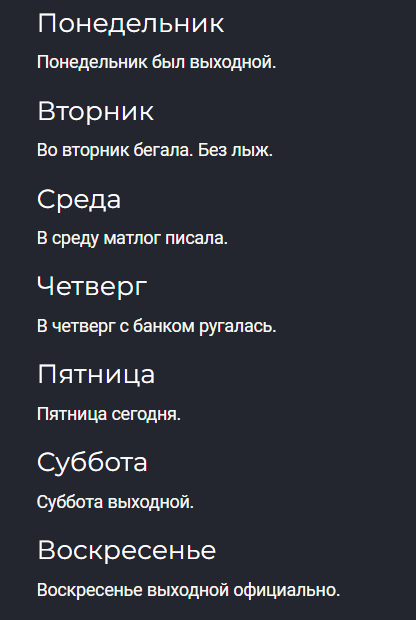 Понедельник
Понедельник был выходной.
Вторник
Во вторник бегала. Без лыж.
Среда
В среду матлог писала.
Четверг
В четверг с банком ругалась.
Пятница
Пятница сегодня.
Суббота
Суббота выходной.
Воскресенье
Воскресенье выходной официально.